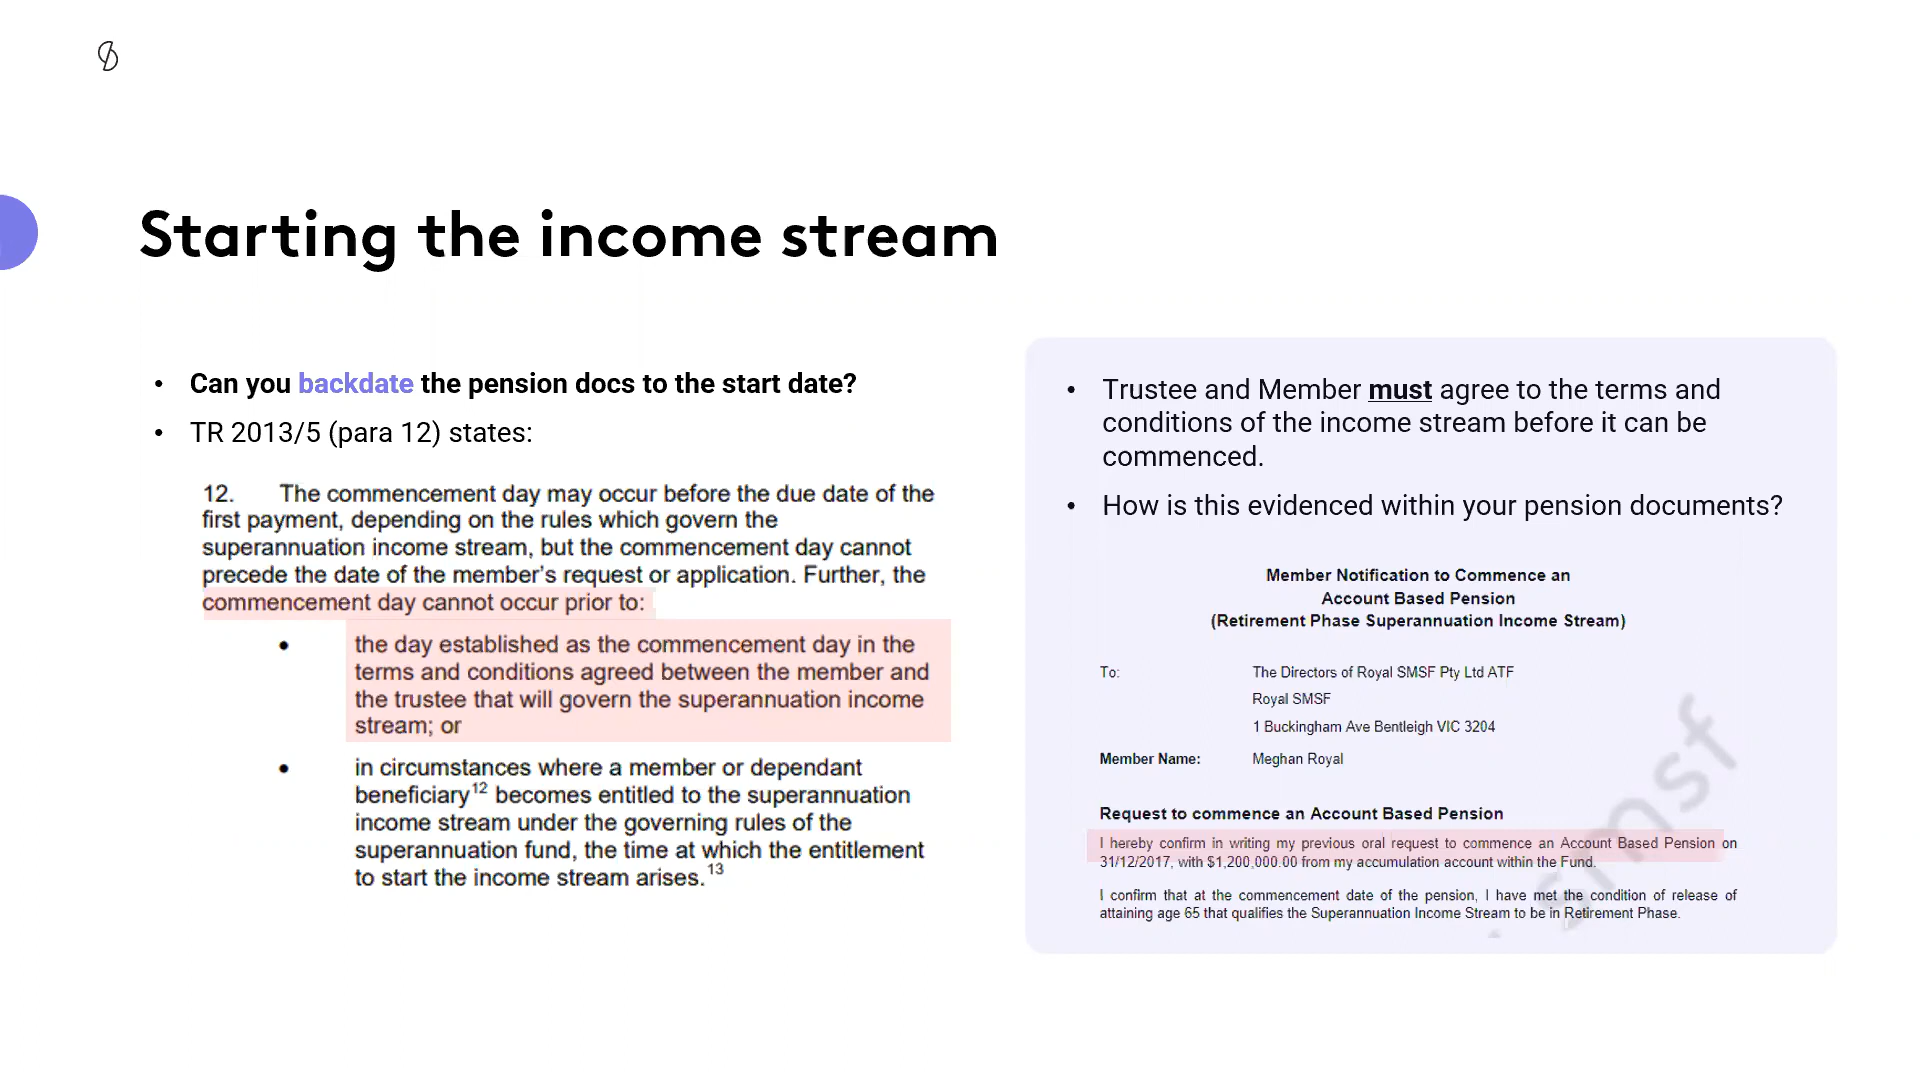 Starting the income stream
• Can you backdate the pension docs to the start date?
• TR 2013/5 (para 12) states:
12. The commencement day may occur before the due date of the
first payment, depending on the rules which govern the
superannuation income stream, but the commencement day cannot
precede the date of the member's request or application. Further, the
commencement day cannot occur prior to:
• the day established as the commencement day in the
terms and conditions agreed between the member and
the trustee that will govern the superannuation income
stream; or
• in circumstances where a member or dependant
beneficiary12 becomes entitled to the superannuation
income stream under the governing rules of the
superannuation fund, the time at which the entitlement
to start the income stream arises.13
• Trustee and Member must agree to the terms and
conditions of the income stream before it can be
commenced.
• How is this evidenced within your pension documents?
Member Notification to Commence an
Account Based Pension
(Retirement Phase Superannuation Income Stream)
To: The Directors of Royal SMSF Pty Ltd ATF
Royal SMSF
1 Buckingham Ave Bentleigh VIC 3204
Member Name: Meghan Royal
Request to commence an Account Based Pension
I hereby confirm in writing my previous oral request to commence an Account Based Pension on
31/12/2017, with $1,200,000.00 from my accumulation account within the Fund.
I confirm that at the commencement date of the pension, I have met the condition of release of
attaining age 65 that qualifies the Superannuation Income Stream to be in Retirement Phase.
smsf